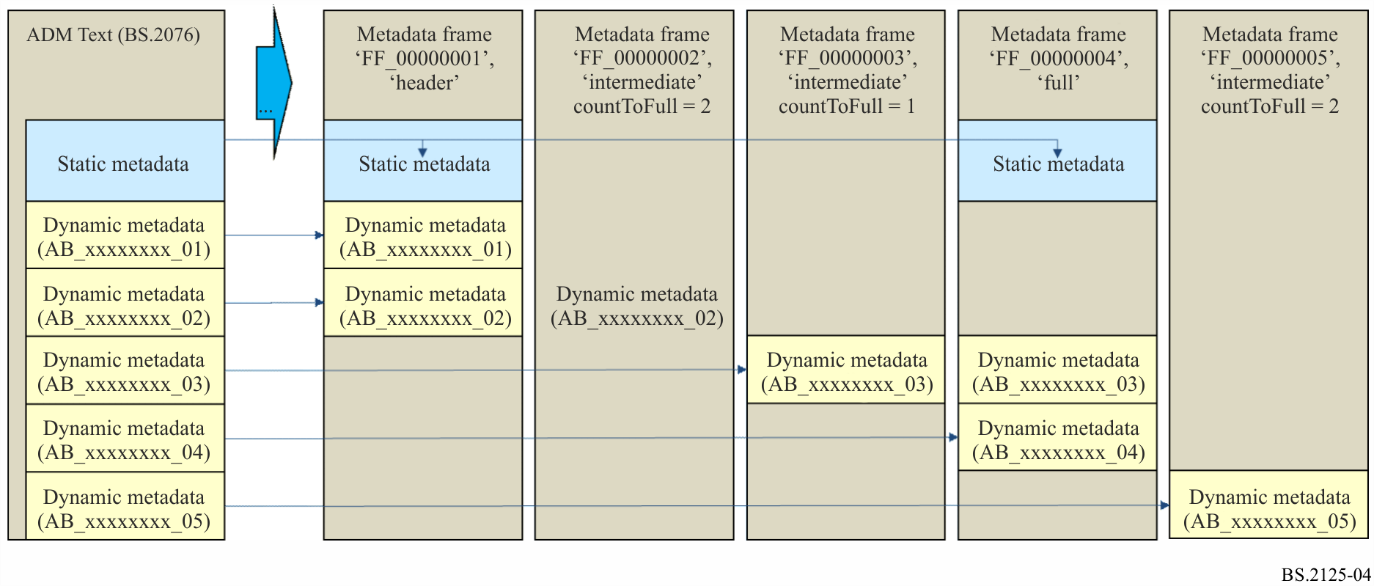 ADM Text (BS.2076)
...
Static metadata
Dynamic metadata
(AB_xxxxxxxx_01)
Dynamic metadata
(AB_xxxxxxxx_02)
Dynamic metadata
(AB_xxxxxxxx_03)
Dynamic metadata
(AB_xxxxxxxx_04)
Dynamic metadata
(AB_xxxxxxxx_05)
Metadata frame
‘FF_00000001’,
‘header’
Static metadata
Dynamic metadata
(AB_xxxxxxxx_01)
Dynamic metadata
(AB_xxxxxxxx_02)
Metadata frame
‘FF_00000002’,
‘intermediate’
countToFull = 2
Dynamic metadata
(AB_xxxxxxxx_02)
Metadata frame
‘FF_00000003’,
‘intermediate’
countToFull = 1
Dynamic metadata
(AB_xxxxxxxx_03)
Metadata frame
‘FF_00000004’,
‘full’
Static metadata
Dynamic metadata
(AB_xxxxxxxx_03)
Dynamic metadata
(AB_xxxxxxxx_04)
Metadata frame
‘FF_00000005’,
‘intermediate’
countToFull = 2
Dynamic metadata
(AB_xxxxxxxx_05)
BS.2125-04